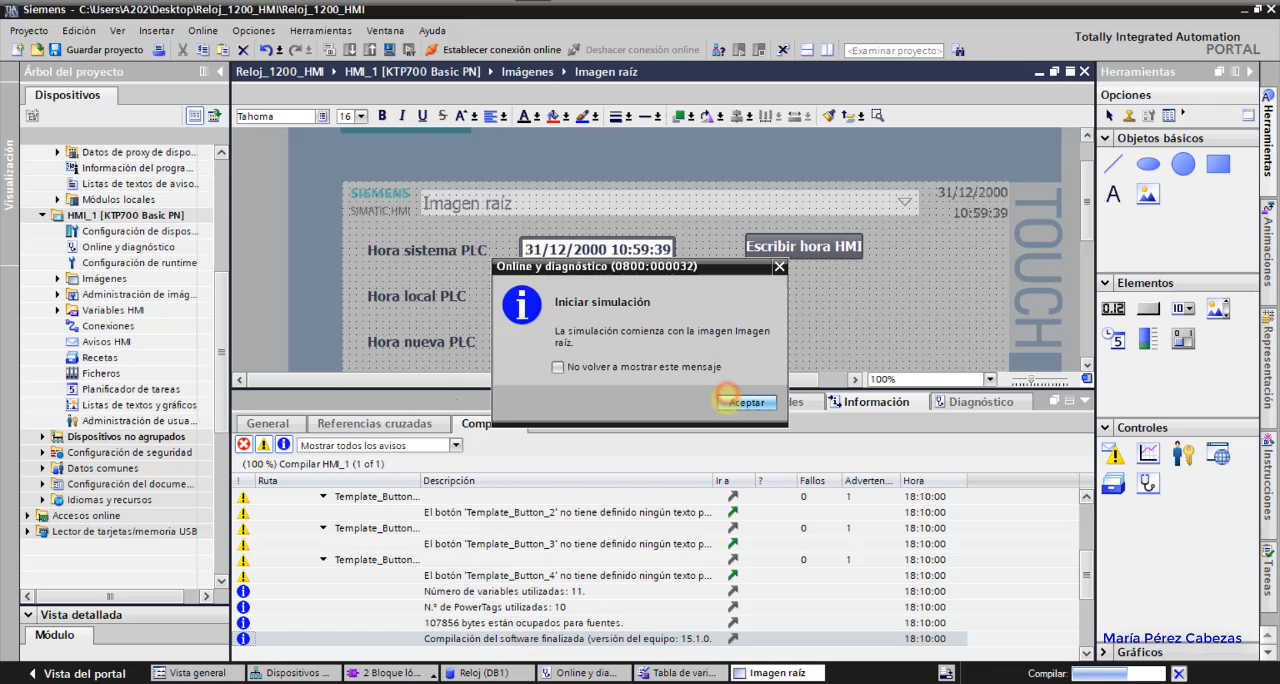 Siemens - C:\Users\A202\Desktop\Reloj_1200_HMI\Reloj_1200_HMI
Proyecto Edición Ver Insertar Online Opciones Herramientas Ventana Ayuda
Totally Integrated Automation
PORTAL
Guardar proyecto Establecer conexión online Deshacer conexión online <Examinar proyecto>
Árbol del proyecto
Reloj_1200_HMI HMI_1 [KTP700 Basic PN] Imágenes Imagen raíz
Herramientas
Dispositivos
Opciones
Tahoma 16
Visualización
Datos de proxy de dispo...
Información del progra...
Listas de textos de aviso...
Módulos locales
HMI_1 [KTP700 Basic PN]
Configuración de dispos...
Online y diagnóstico
Configuración de runtime
Imágenes
Administración de imág...
Variables HMI
Conexiones
Avisos HMI
Recetas
Ficheros
Planificador de tareas
Listas de textos y gráficos
Administración de usua...
Dispositivos no agrupados
Configuración de seguridad
Datos comunes
Configuración del docume...
Idiomas y recursos
Accesos online
Lector de tarjetas/memoria USB
Vista detallada
Módulo
SIEMENS
SIMATIC HMI
Imagen raíz
31/12/2000
10:59:39
TOUCH
Hora sistema PLC 31/12/2000 10:59:39 Escribir hora HMI
Hora local PLC
Hora nueva PLC
Online y diagnóstico (0800:000032)
Iniciar simulación
La simulación comienza con la imagen Imagen
raíz.
No volver a mostrar este mensaje
Aceptar
100%
Información Diagnóstico
General Referencias cruzadas
Mostrar todos los avisos
(100 %) Compilar HMI_1 (1 of 1)
! Ruta Descripción Ir a ? Fallos Adverten... Hora
Template_Button... 0 1 18:10:00
El botón 'Template_Button_2' no tiene definido ningún texto p... 18:10:00
Template_Button... 0 1 18:10:00
El botón 'Template_Button_3' no tiene definido ningún texto p... 18:10:00
Template_Button... 0 1 18:10:00
El botón 'Template_Button_4' no tiene definido ningún texto p... 18:10:00
Número de variables utilizadas: 11. 18:10:00
N.º de PowerTags utilizadas: 10 18:10:00
107856 bytes están ocupados para fuentes. 18:10:00
Compilación del software finalizada (versión del equipo: 15.1.0. 18:10:00
Objetos básicos
Elementos
Controles
Gráficos
Herramientas
Animaciones
Instrucciones
Tareas
María Pérez Cabezas
Vista del portal Vista general Dispositivos 2 Bloque ló... Reloj (DB1) Online y dia... Tabla de vari... Imagen raíz Compilar: